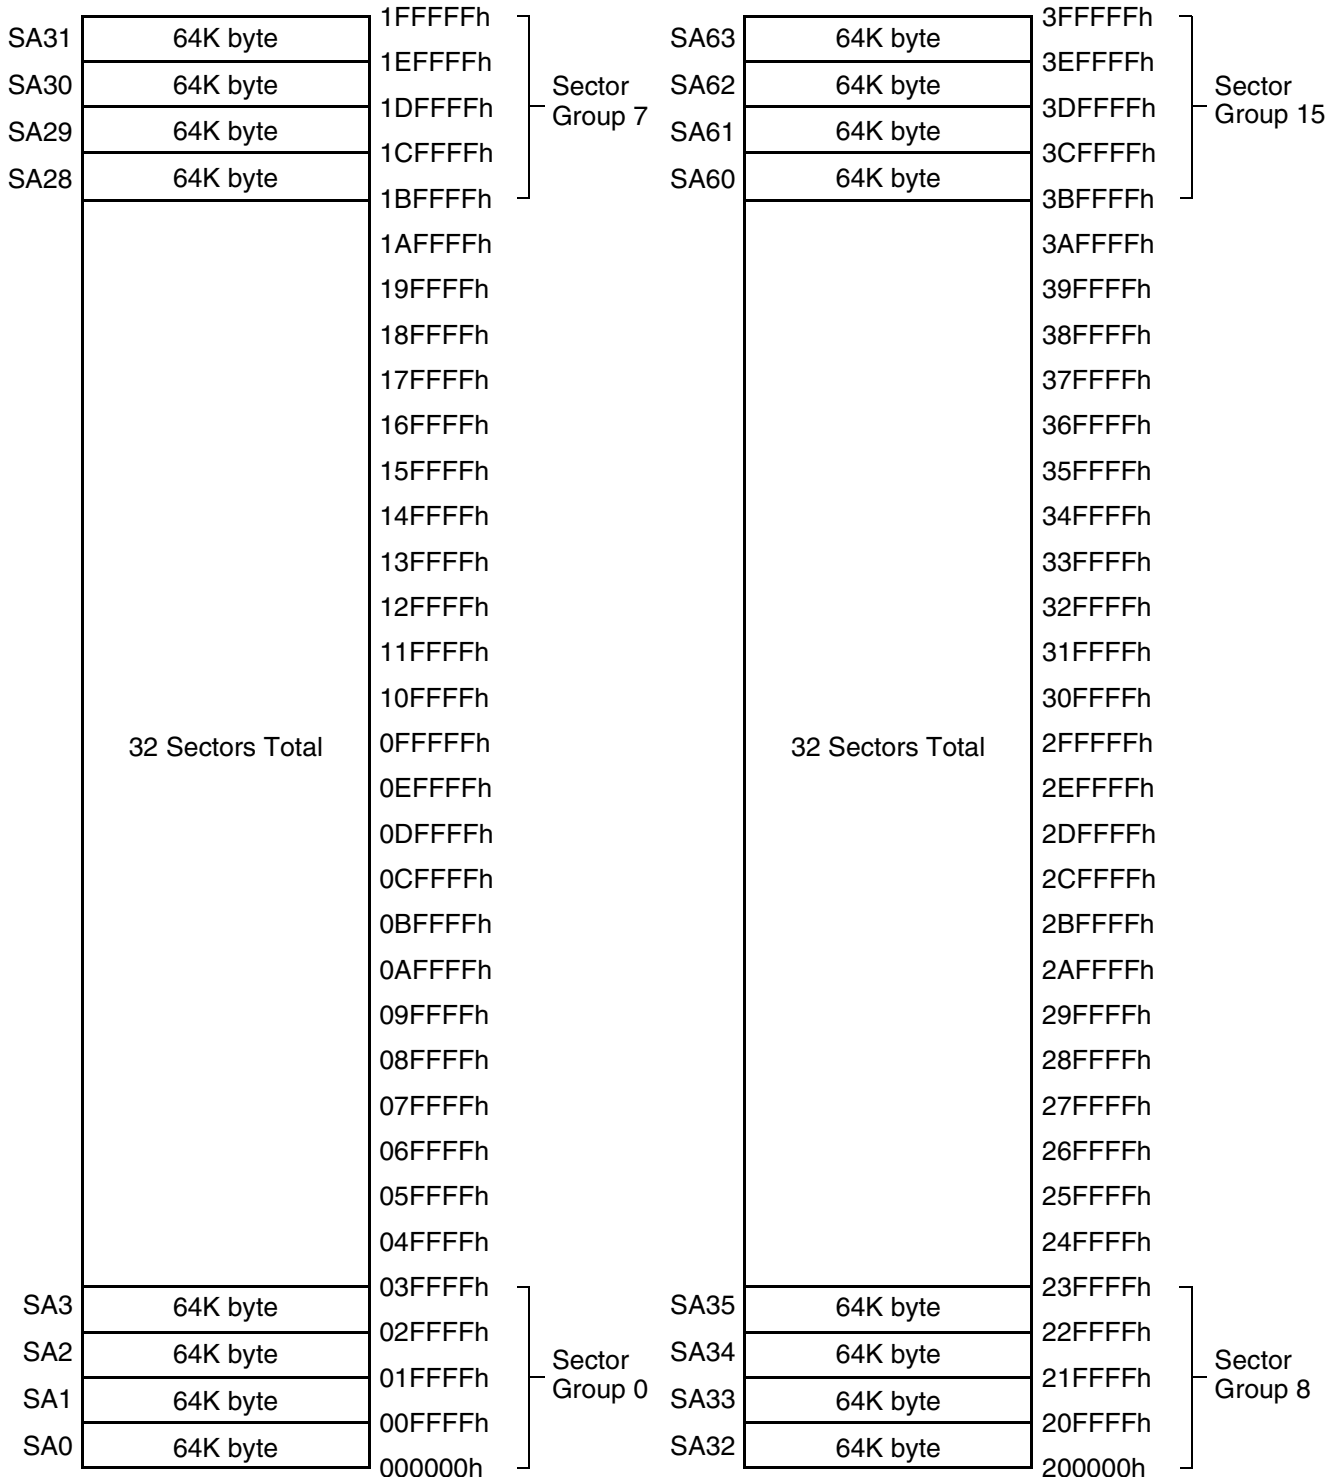 1FFFFFh
SA31 64K byte
1EFFFFh
SA30 64K byte
1DFFFFh
SA29 64K byte
1CFFFFh
SA28 64K byte
1BFFFFh
Sector
Group 7
1AFFFFh
19FFFFh
18FFFFh
17FFFFh
16FFFFh
15FFFFh
14FFFFh
13FFFFh
12FFFFh
11FFFFh
10FFFFh
32 Sectors Total
0FFFFFh
0EFFFFh
0DFFFFh
0CFFFFh
0BFFFFh
0AFFFFh
09FFFFh
08FFFFh
07FFFFh
06FFFFh
05FFFFh
04FFFFh
03FFFFh
SA3 64K byte
02FFFFh
SA2 64K byte
01FFFFh
SA1 64K byte
00FFFFh
SA0 64K byte
000000h
Sector
Group 0
3FFFFFh
SA63 64K byte
3EFFFFh
SA62 64K byte
3DFFFFh
SA61 64K byte
3CFFFFh
SA60 64K byte
3BFFFFh
Sector
Group 15
3AFFFFh
39FFFFh
38FFFFh
37FFFFh
36FFFFh
35FFFFh
34FFFFh
33FFFFh
32FFFFh
31FFFFh
30FFFFh
32 Sectors Total
2FFFFFh
2EFFFFh
2DFFFFh
2CFFFFh
2BFFFFh
2AFFFFh
29FFFFh
28FFFFh
27FFFFh
26FFFFh
25FFFFh
24FFFFh
23FFFFh
SA35 64K byte
22FFFFh
SA34 64K byte
21FFFFh
SA33 64K byte
20FFFFh
SA32 64K byte
200000h
Sector
Group 8